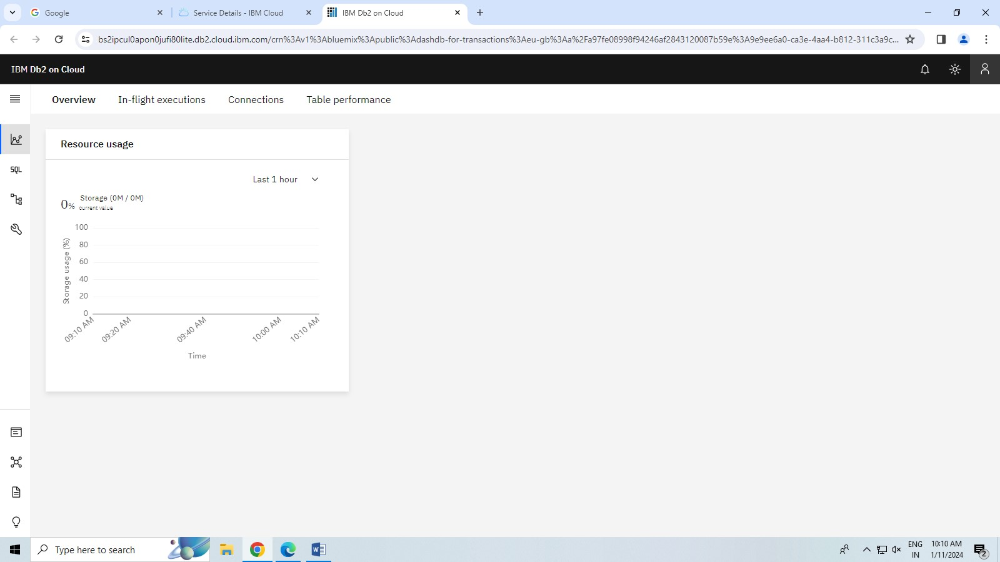 Google
Service Details - IBM Cloud
IBM Db2 on Cloud
bs2ipcul0apon0jufi80lite.db2.cloud.ibm.com/crn%3Av1%3Abluemix%3Apublic%3Adashdb-for-transactions%3Aeu-gb%3Aa%2Fa97fe08998f94246af2843120087b59e%3A9e9ee6a0-ca3e-4aa4-b812-311c3a9c...
IBM Db2 on Cloud
Overview
In-flight executions
Connections
Table performance
Resource usage
SQL
Last 1 hour
0%
Storage (0M / 0M)
current value
Storage usage (%)
100
80
60
40
20
0
09:10 AM
09:20 AM
09:40 AM
10:00 AM
10:10 AM
Time
Type here to search
ENG
IN
10:10 AM
1/11/2024
2